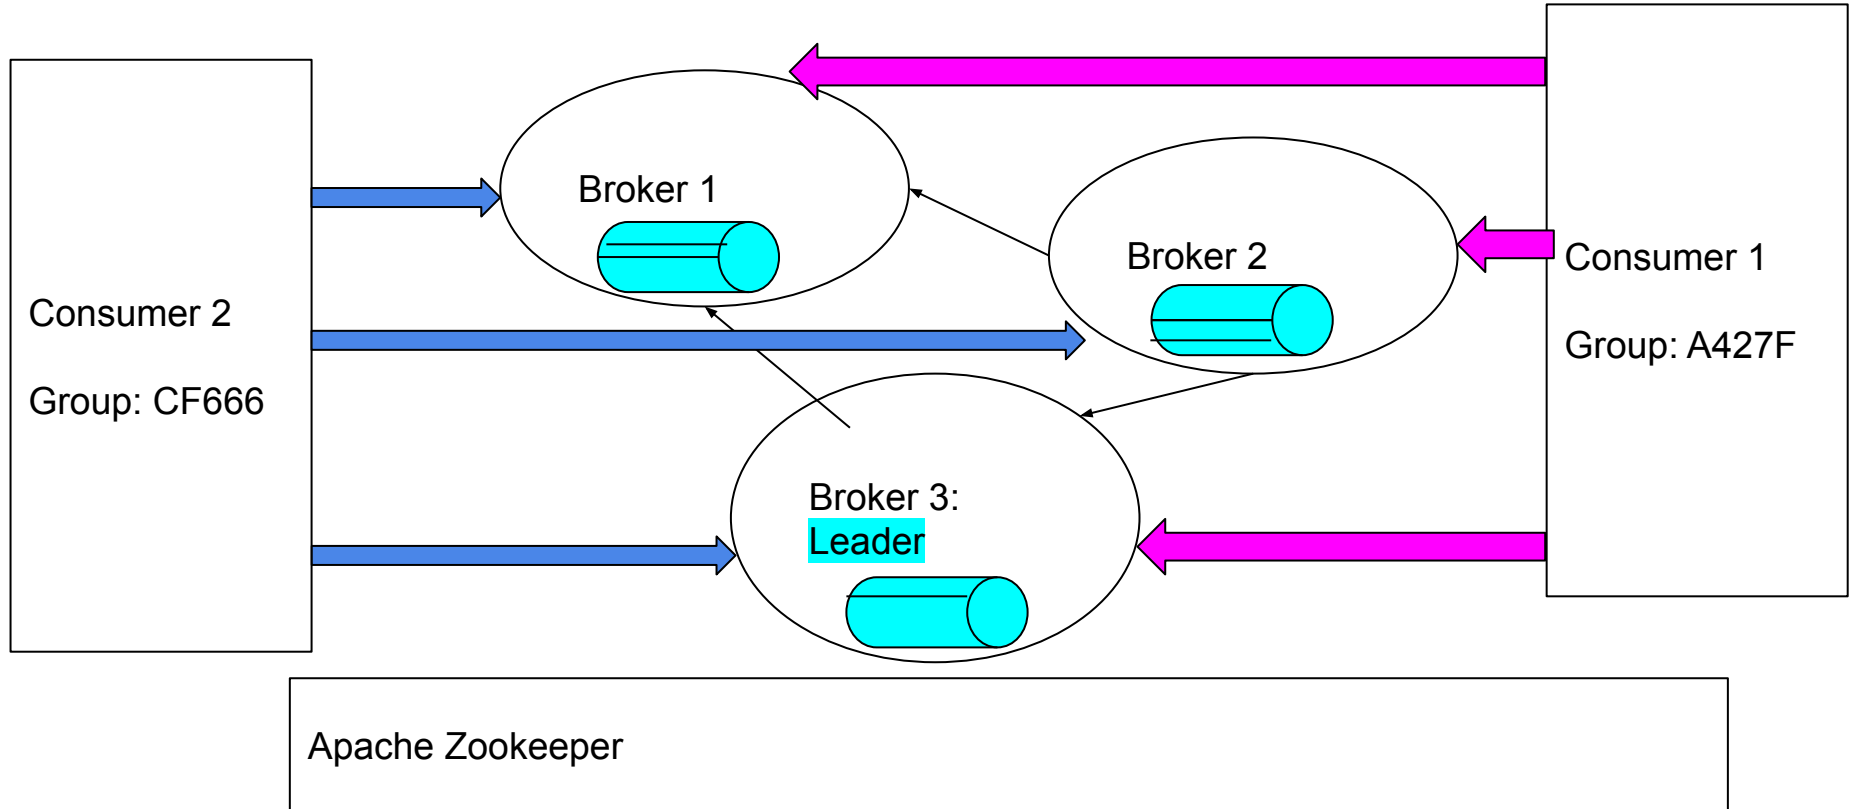 Broker 1
Broker 2
Consumer 1
Group: A427F
Consumer 2
Group: CF666
Broker 3:
Leader
Apache Zookeeper